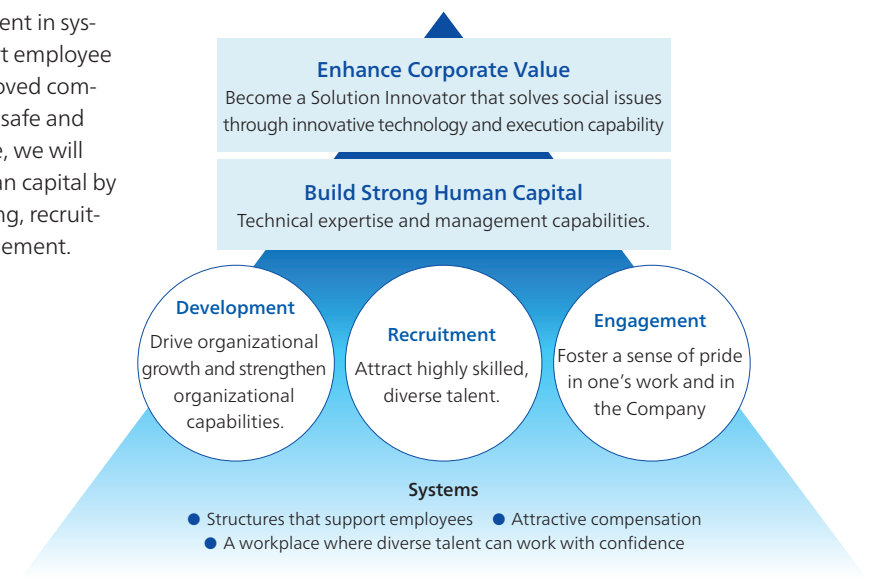 ent in sys-
t employee
oved com-
safe and
e, we will
an capital by
ng, recruit-
ement.
Enhance Corporate Value
Become a Solution Innovator that solves social issues
through innovative technology and execution capability
Build Strong Human Capital
Technical expertise and management capabilities.
Development
Drive organizational
growth and strengthen
organizational
capabilities.
Recruitment
Attract highly skilled,
diverse talent.
Engagement
Foster a sense of pride
in one’s work and in
the Company
Systems
● Structures that support employees ● Attractive compensation
● A workplace where diverse talent can work with confidence